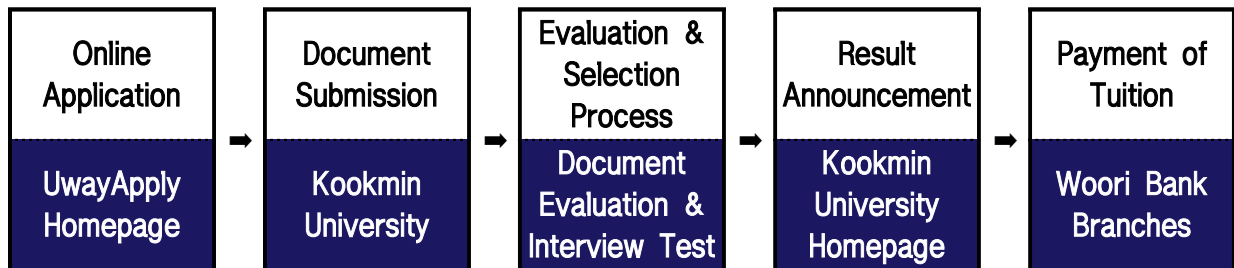 Online
Application
UwayApply
Homepage
Document
Submission
Kookmin
University
Evaluation &
Selection
Process
Document
Evaluation &
Interview Test
Result
Announcement
Kookmin
University
Homepage
Payment of
Tuition
Woori Bank
Branches